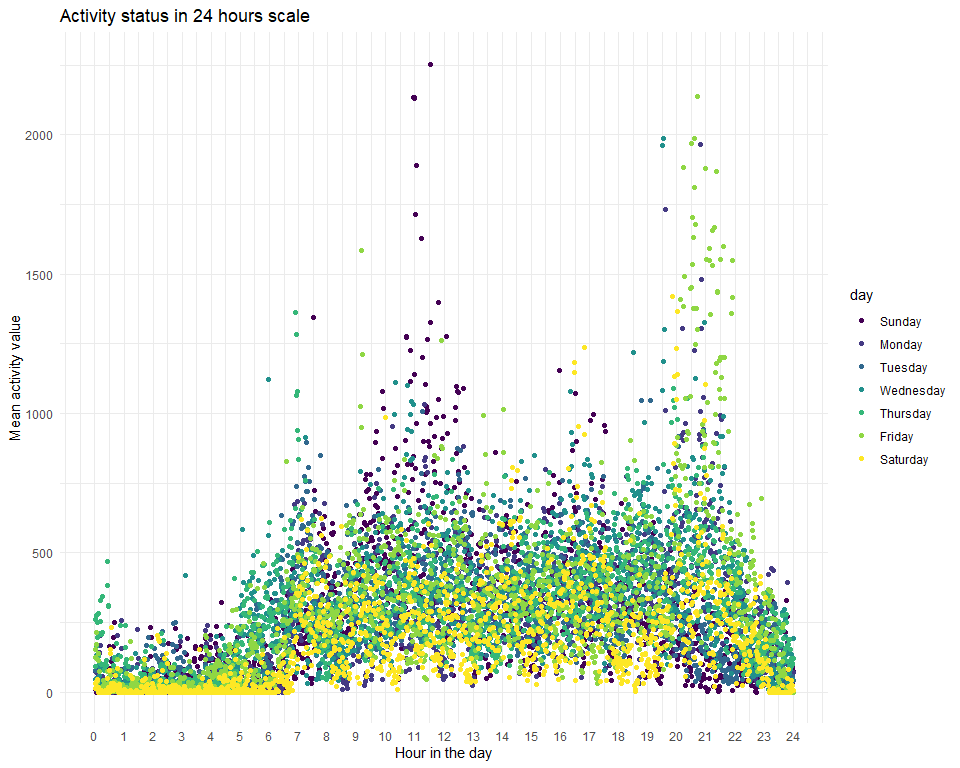 Activity status in 24 hours scale
Mean activity value
2000
1500
1000
500
0
0 1 2 3 4 5 6 7 8 9 10 11 12 13 14 15 16 17 18 19 20 21 22 23 24
Hour in the day
day
Sunday
Monday
Tuesday
Wednesday
Thursday
Friday
Saturday